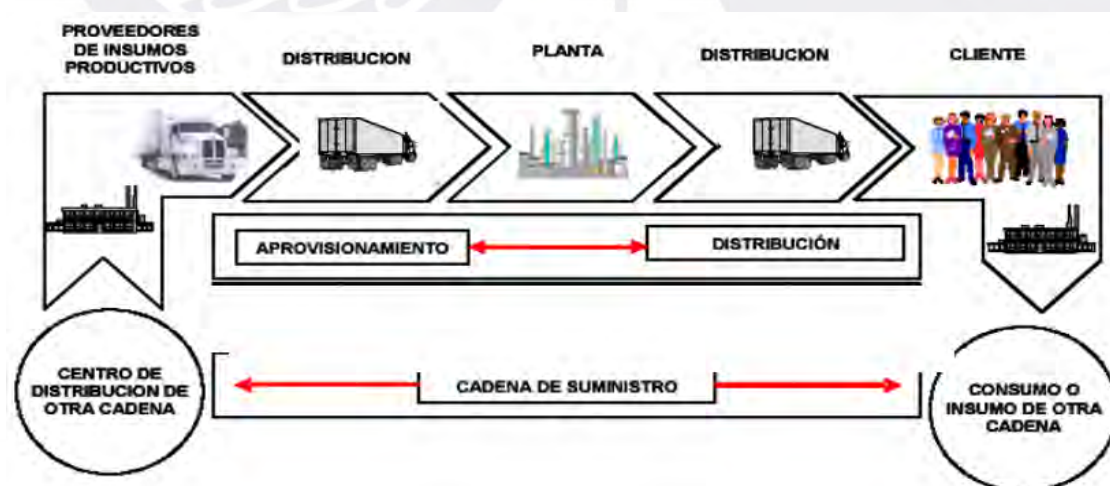 PROVEEDORES
DE INSUMOS
PRODUCTIVOS
DISTRIBUCION
PLANTA
DISTRIBUCION
CLIENTE
APROVISIONAMIENTO
DISTRIBUCIÓN
CENTRO DE
DISTRIBUCION DE
OTRA CADENA
CADENA DE SUMINISTRO
CONSUMO O
INSUMO DE OTRA
CADENA